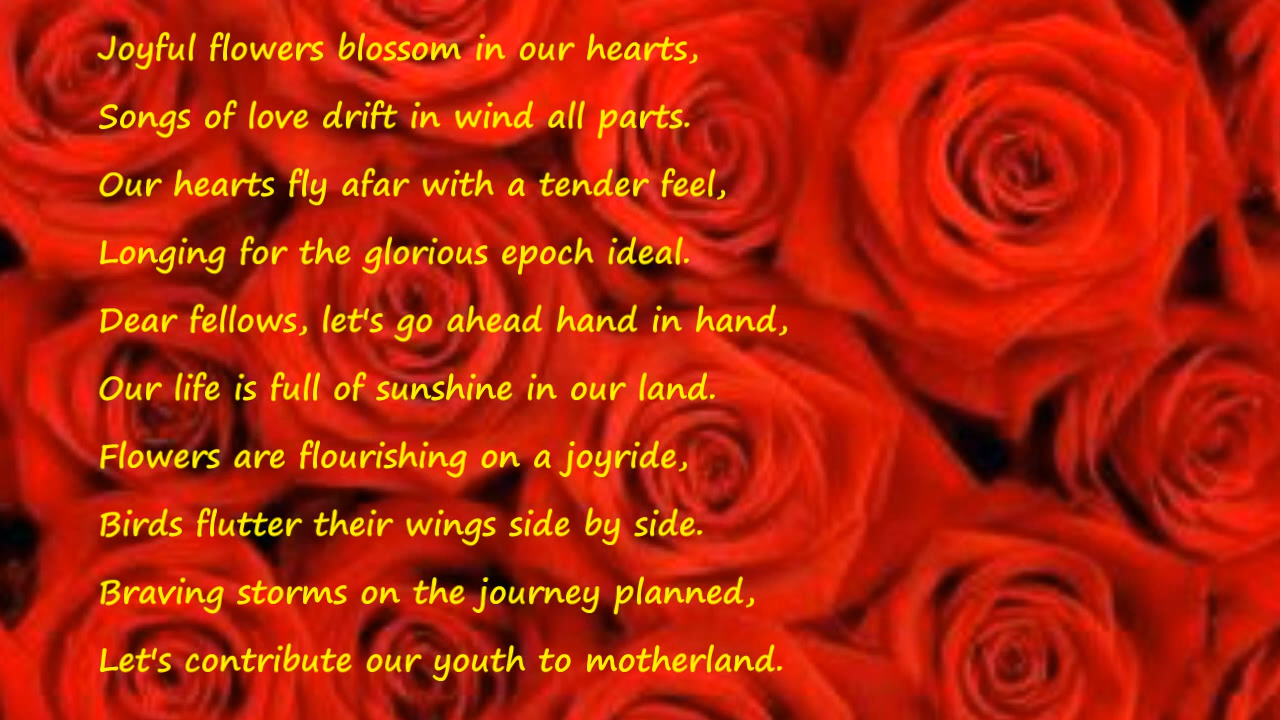 Joyful flowers blossom in our hearts,
Songs of love drift in wind all parts.
Our hearts fly afar with a tender feel,
Longing for the glorious epoch ideal.
Dear fellows, let's go ahead hand in hand,
Our life is full of sunshine in our land.
Flowers are flourishing on a joyride,
Birds flutter their wings side by side.
Braving storms on the journey planned,
Let's contribute our youth to motherland.